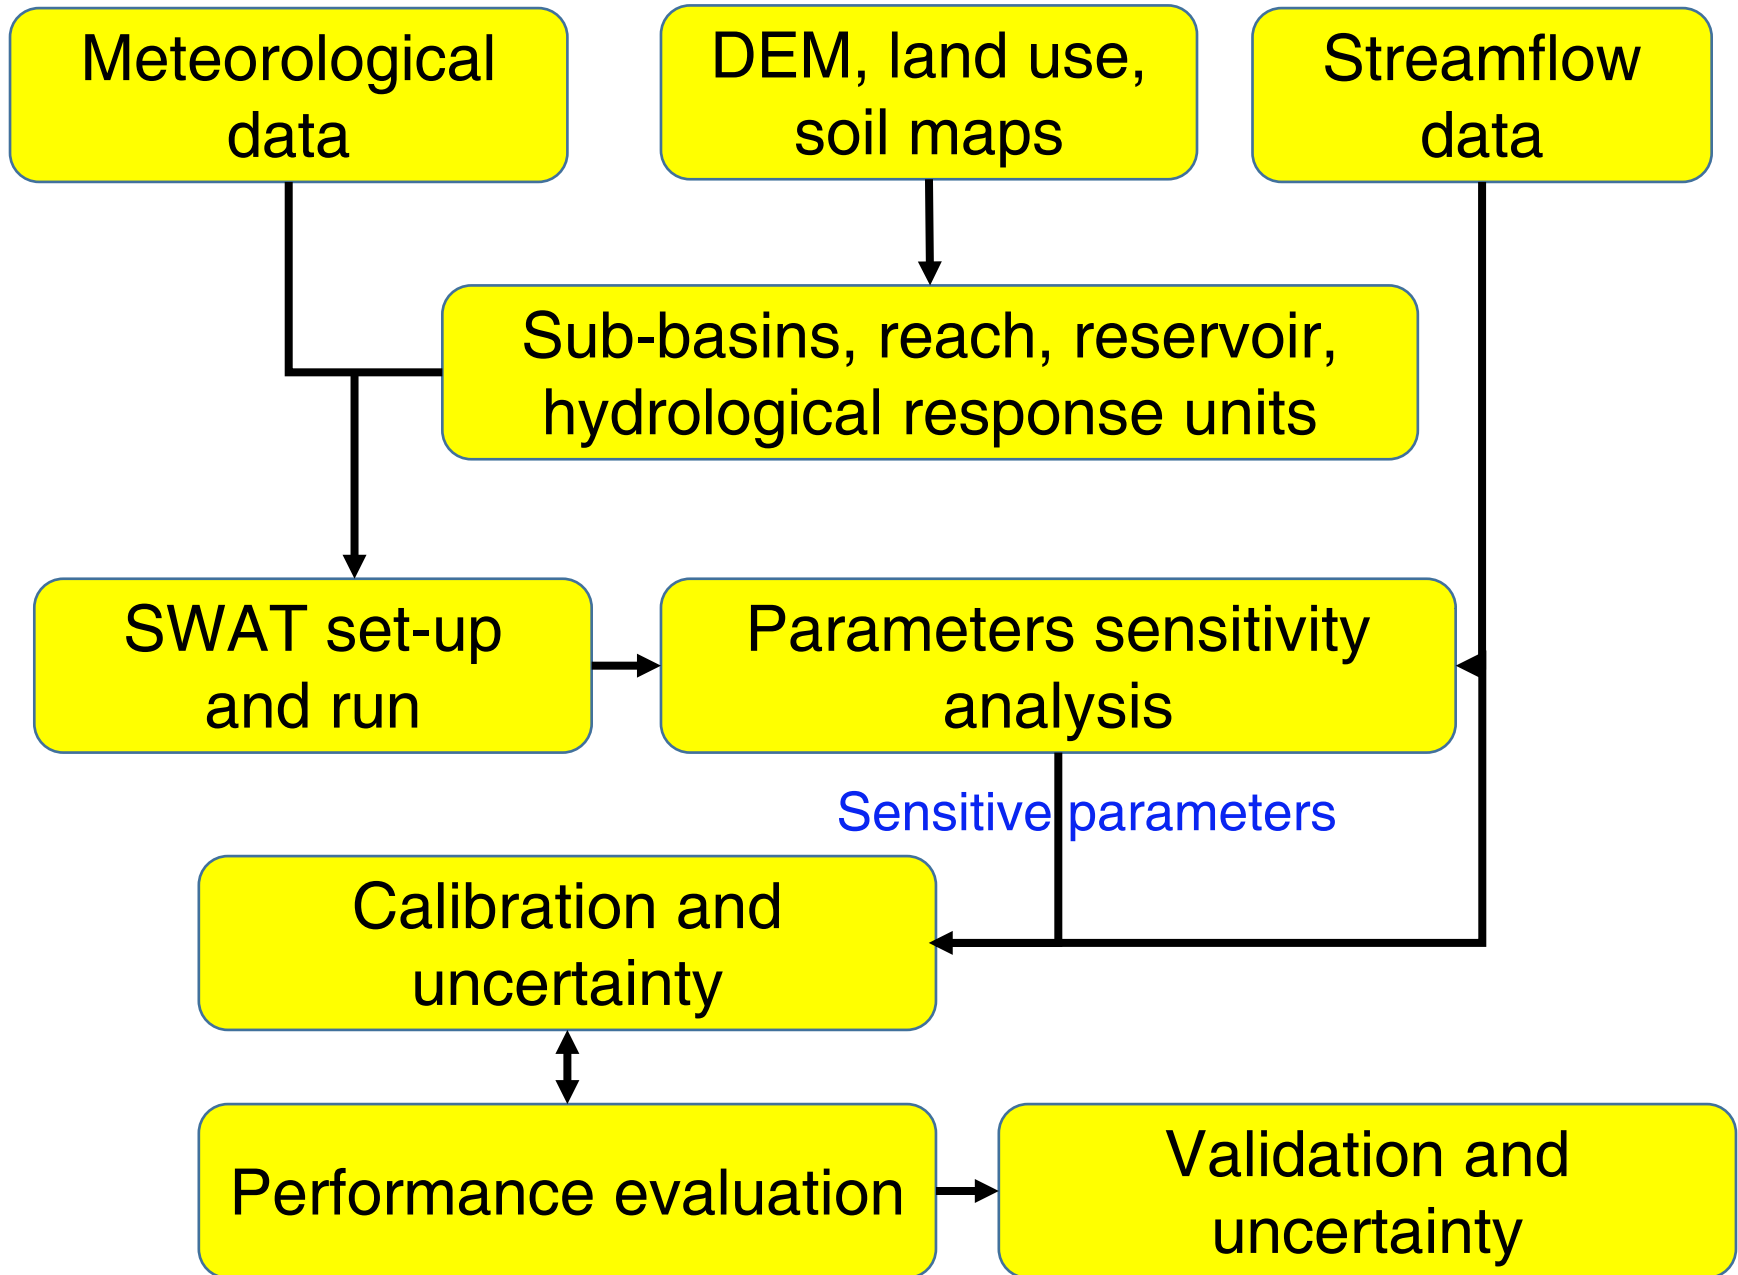 Meteorological
data
DEM, land use,
soil maps
Streamflow
data
Sub-basins, reach, reservoir,
hydrological response units
SWAT set-up
and run
Parameters sensitivity
analysis
Sensitive parameters
Calibration and
uncertainty
Performance evaluation
Validation and
uncertainty